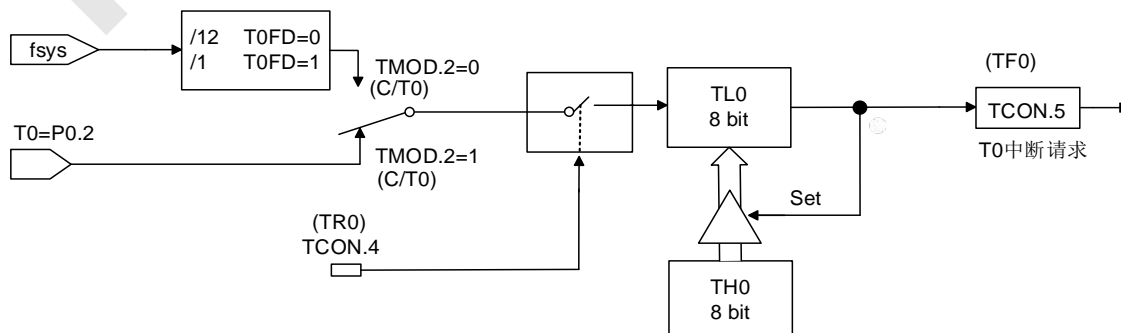 fsys
/12 T0FD=0
/1 T0FD=1
TMOD.2=0
(C/T0)
T0=P0.2
TMOD.2=1
(C/T0)
(TR0)
TCON.4
TL0
8 bit
(TF0)
TCON.5
T0中断请求
Set
TH0
8 bit